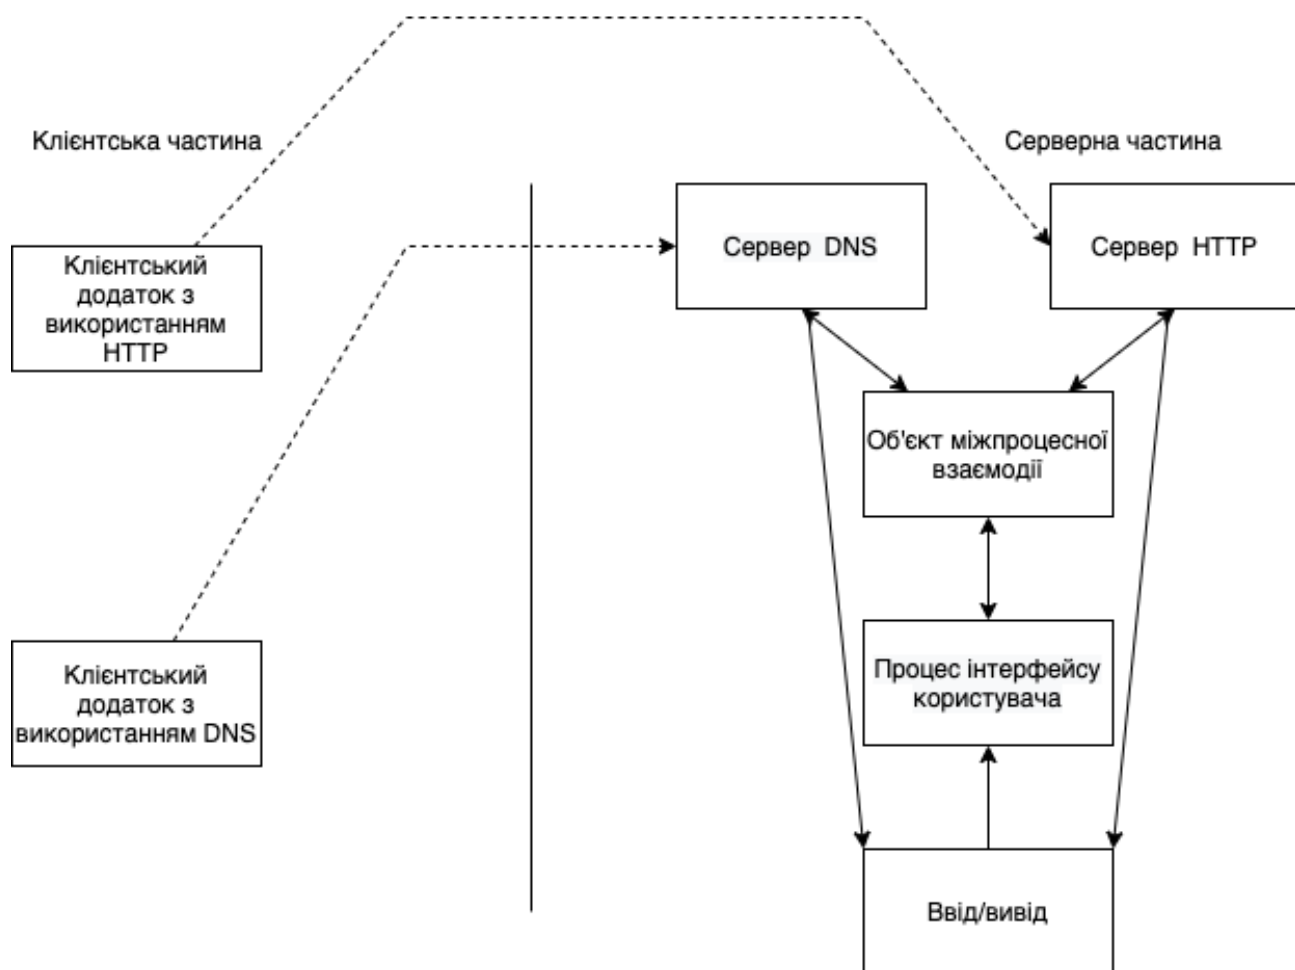 Клієнтська частина
Серверна частина
Сервер DNS
Сервер HTTP
Клієнтський
додаток з
використанням
HTTP
Об'єкт міжпроцесної
взаємодії
Процес інтерфейсу
користувача
Клієнтський
додаток з
використанням DNS
Ввід/вивід